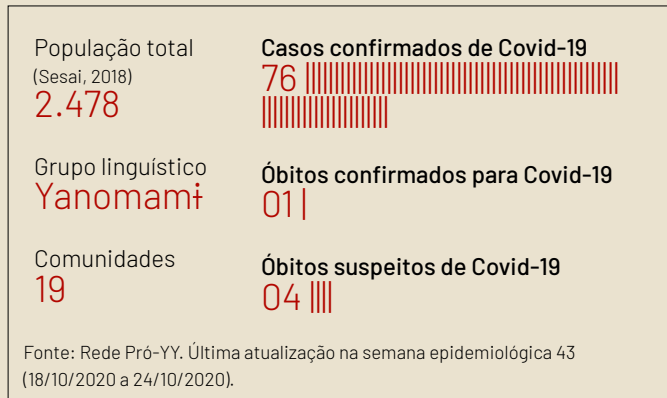 População total
(Sesai, 2018)
2.478
Grupo linguístico
Yanomamɨ
Comunidades
19
Casos confirmados de Covid-19
76
Óbitos confirmados para Covid-19
01
Óbitos suspeitos de Covid-19
04
Fonte: Rede Pró-YY. Última atualização na semana epidemiológica 43
(18/10/2020 a 24/10/2020).